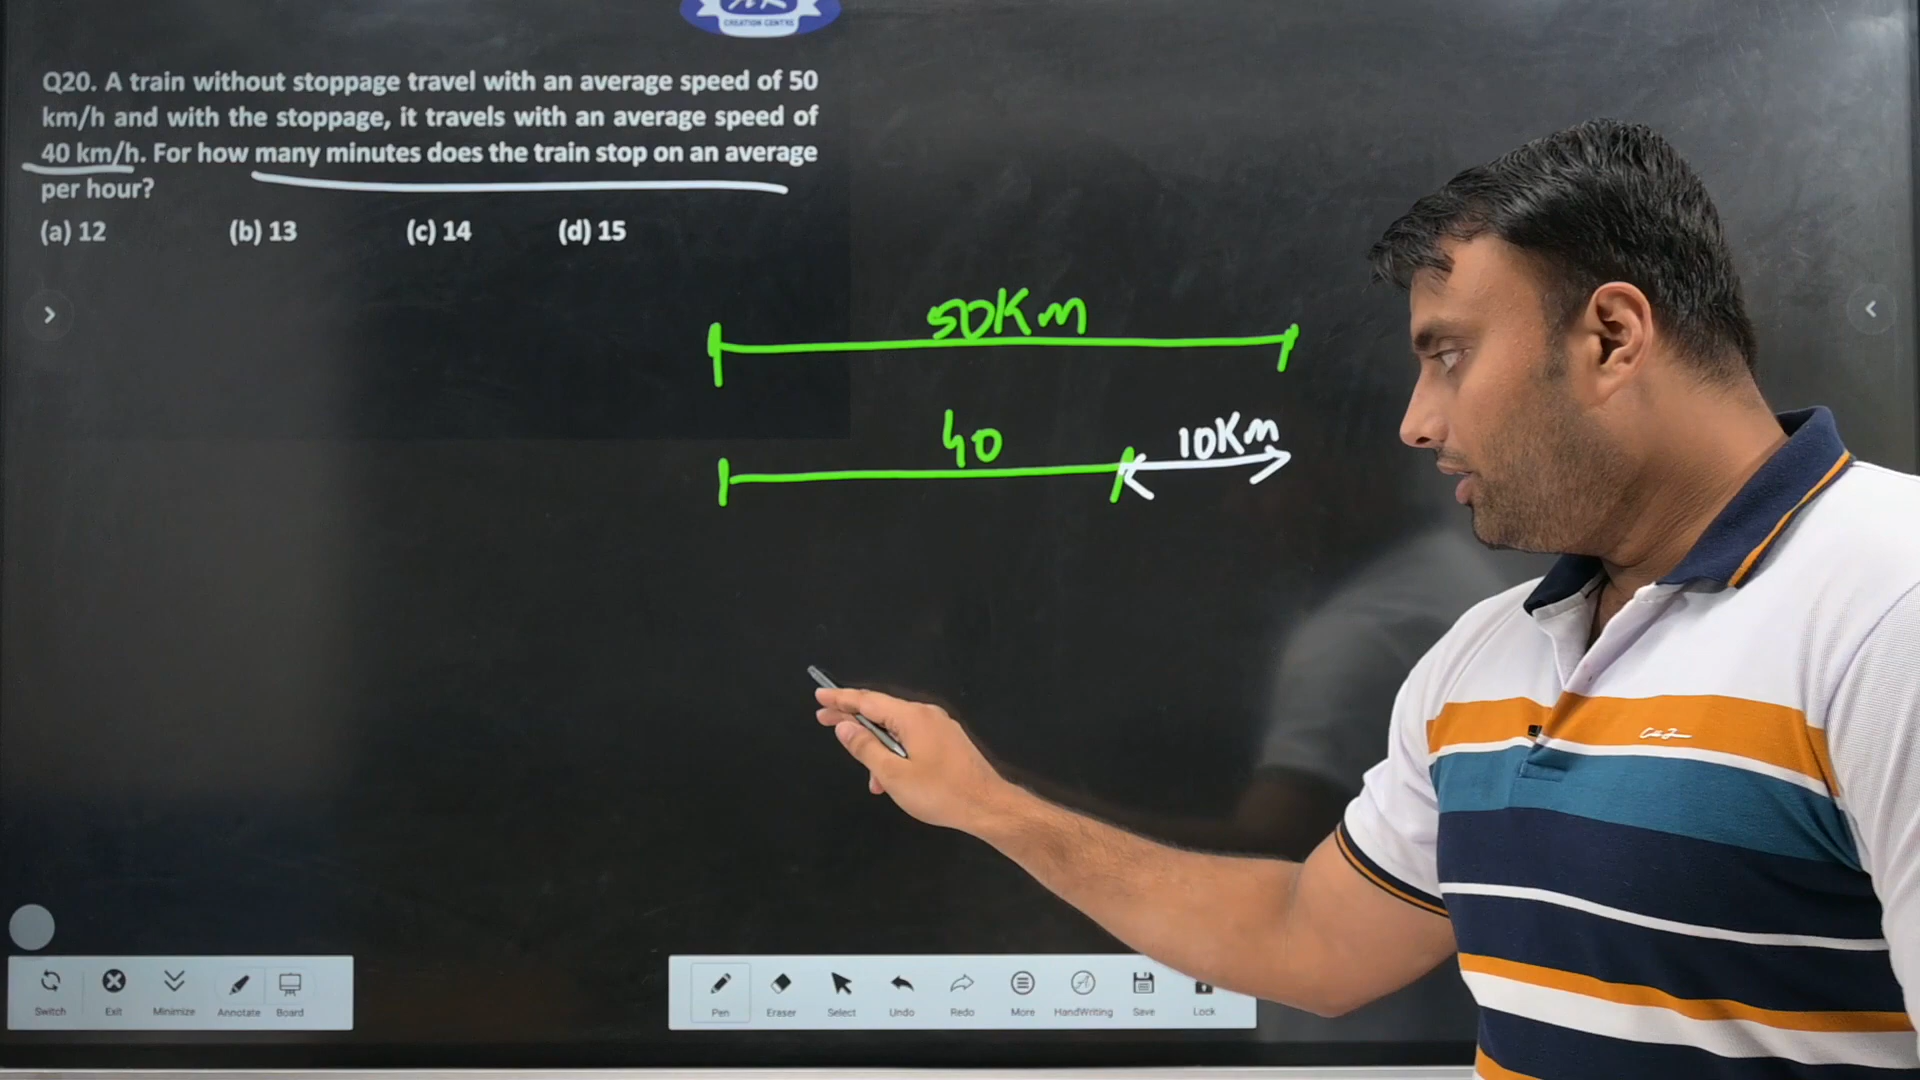 CREATION CENTRE
Q20. A train without stoppage travel with an average speed of 50
km/h and with the stoppage, it travels with an average speed of
40 km/h. For how many minutes does the train stop on an average
per hour?
(a) 12 (b) 13 (c) 14 (d) 15
50Km
40
10Km
Switch Exit Minimize Annotate Board
Pen Eraser Select Undo Redo More HandWriting Save Lock